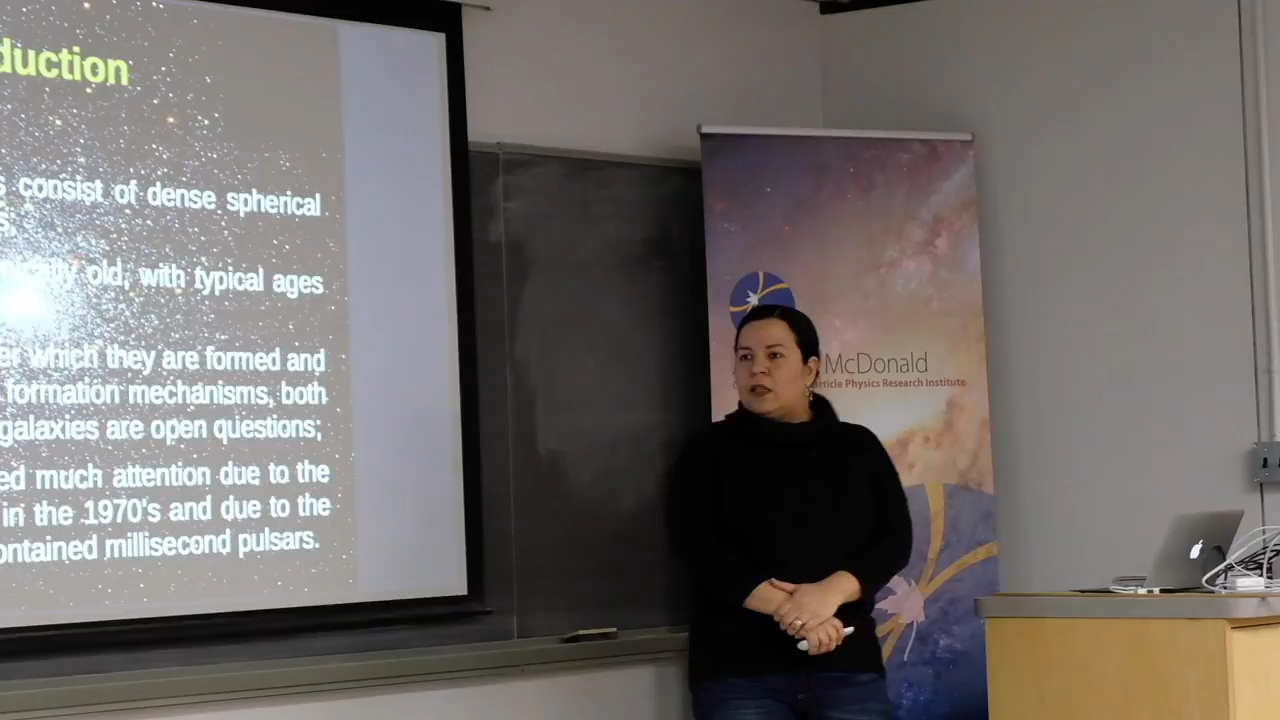 duction
consist of dense spherical
old, with typical ages
which they are formed and
formation mechanisms, both
galaxies are open questions;
much attention due to the
in the 1970's and due to the
ontained millisecond pulsars.
McDonald
article Physics Research Institute